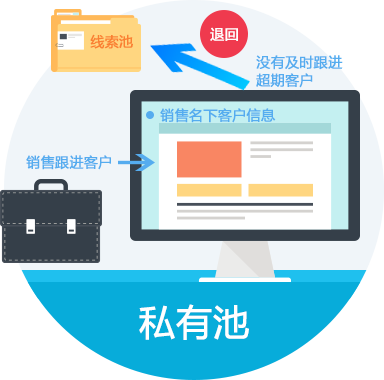 退回
线索池
没有及时跟进
超期客户
销售名下客户信息
销售跟进客户
私有池